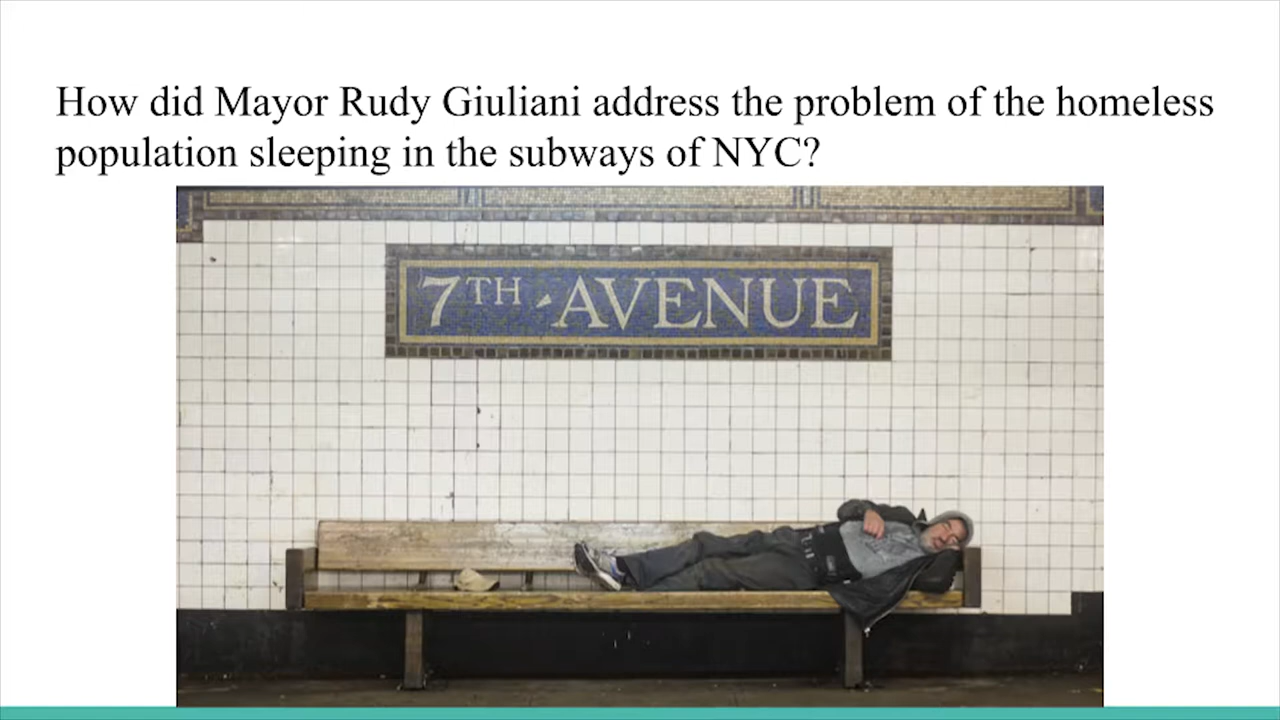 How did Mayor Rudy Giuliani address the problem of the homeless
population sleeping in the subways of NYC?
7TH - AVENUE